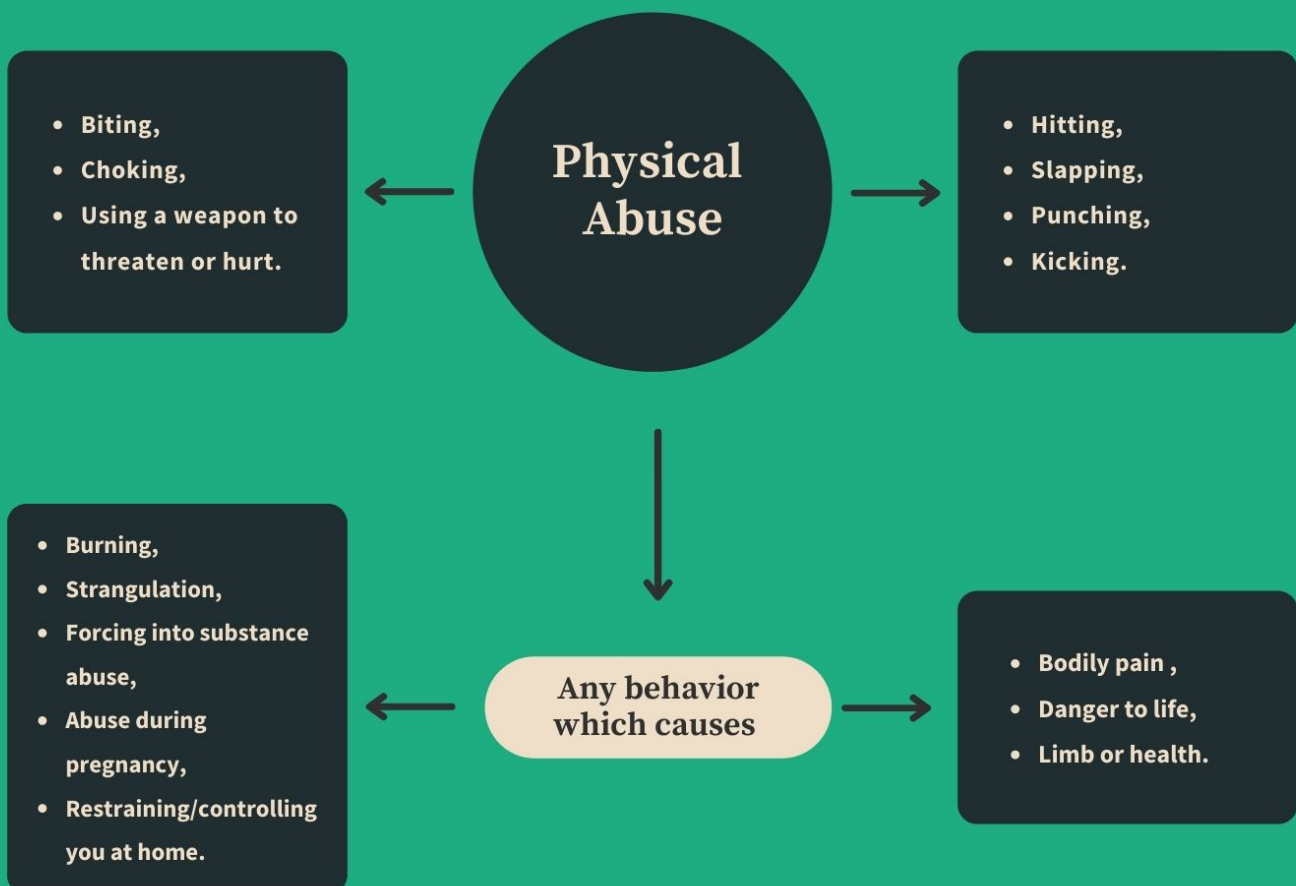 Physical
Abuse
• Biting,
• Choking,
• Using a weapon to
threaten or hurt.
• Hitting,
• Slapping,
• Punching,
• Kicking.
Any behavior
which causes
• Burning,
• Strangulation,
• Forcing into substance
abuse,
• Abuse during
pregnancy,
• Restraining/controlling
you at home.
• Bodily pain ,
• Danger to life,
• Limb or health.